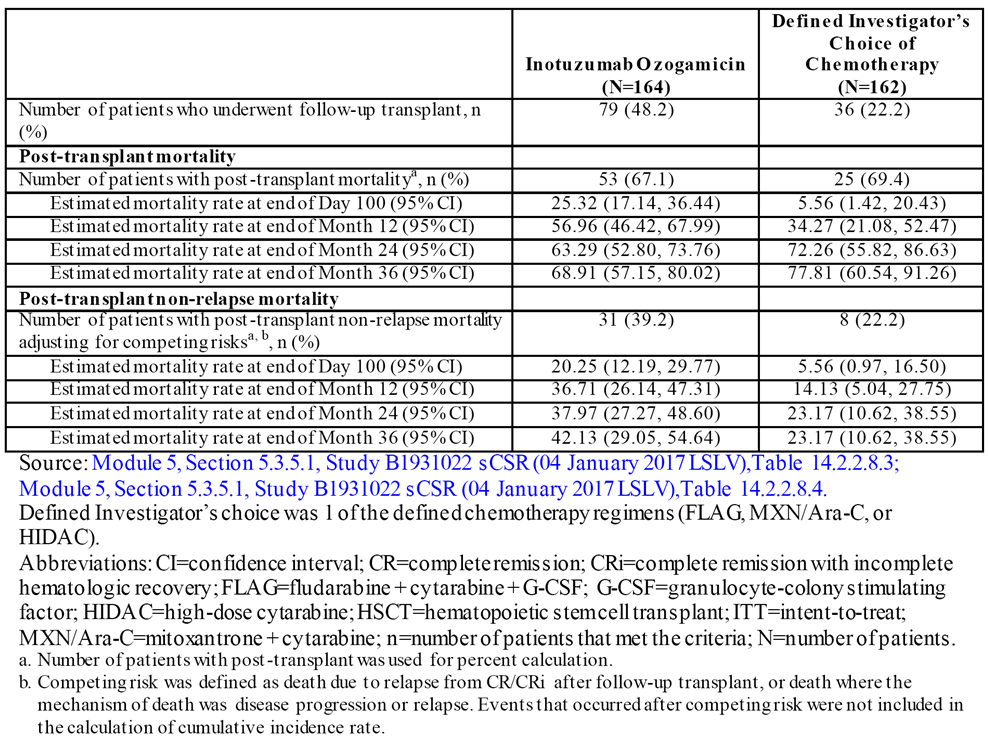 Inotuzumab Ozogamicin
(N=164)
Defined Investigator's
Choice of
Chemotherapy
(N=162)
Number of patients who underwent follow-up transplant, n
(%)
79 (48.2)
36 (22.2)
Post-transplant mortality
Number of patients with post-transplant mortalityᵃ, n (%)
53 (67.1)
25 (69.4)
Estimated mortality rate at end of Day 100 (95% CI)
25.32 (17.14, 36.44)
5.56 (1.42, 20.43)
Estimated mortality rate at end of Month 12 (95% CI)
56.96 (46.42, 67.99)
34.27 (21.08, 52.47)
Estimated mortality rate at end of Month 24 (95% CI)
63.29 (52.80, 73.76)
72.26 (55.82, 86.63)
Estimated mortality rate at end of Month 36 (95% CI)
68.91 (57.15, 80.02)
77.81 (60.54, 91.26)
Post-transplant non-relapse mortality
Number of patients with post-transplant non-relapse mortality
adjusting for competing risksᵃ, ᵇ, n (%)
31 (39.2)
8 (22.2)
Estimated mortality rate at end of Day 100 (95% CI)
20.25 (12.19, 29.77)
5.56 (0.97, 16.50)
Estimated mortality rate at end of Month 12 (95% CI)
36.71 (26.14, 47.31)
14.13 (5.04, 27.75)
Estimated mortality rate at end of Month 24 (95% CI)
37.97 (27.27, 48.60)
23.17 (10.62, 38.55)
Estimated mortality rate at end of Month 36 (95% CI)
42.13 (29.05, 54.64)
23.17 (10.62, 38.55)
Source: Module 5, Section 5.3.5.1, Study B1931022 sCSR (04 January 2017 LSLV),Table 14.2.2.8.3;
Module 5, Section 5.3.5.1, Study B1931022 sCSR (04 January 2017 LSLV),Table 14.2.2.8.4.
Defined Investigator's choice was 1 of the defined chemotherapy regimens (FLAG, MXN/Ara-C, or
HIDAC).
Abbreviations: CI=confidence interval; CR=complete remission; CRi=complete remission with incomplete
hematologic recovery; FLAG=fludarabine + cytarabine + G-CSF; G-CSF=granulocyte-colony stimulating
factor; HIDAC=high-dose cytarabine; HSCT=hematopoietic stem cell transplant; ITT=intent-to-treat;
MXN/Ara-C=mitoxantrone + cytarabine; n=number of patients that met the criteria; N=number of patients.
a. Number of patients with post-transplant was used for percent calculation.
b. Competing risk was defined as death due to relapse from CR/CRi after follow-up transplant, or death where the
mechanism of death was disease progression or relapse. Events that occurred after competing risk were not included in
the calculation of cumulative incidence rate.